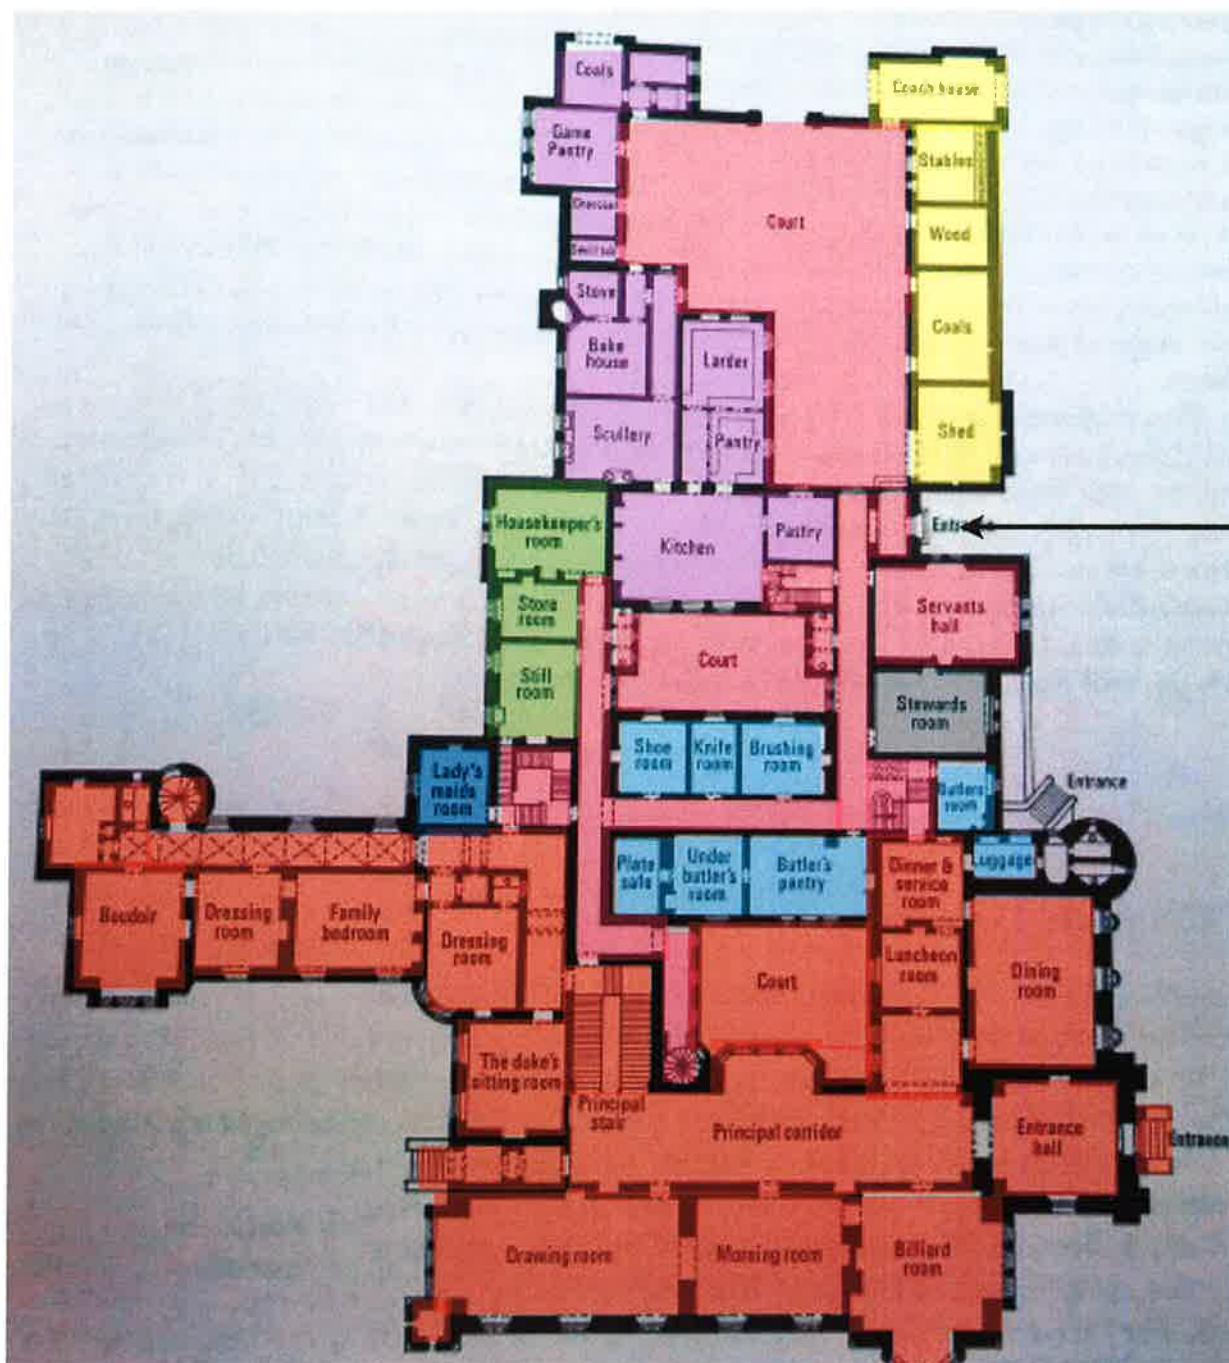 Coals
Coach house
Game
Pantry
Stables
Charcoal
Court
Wood
Stove
Coals
Bake
house
Larder
Scullery
Pantry
Shed
Housekeeper's
room
Kitchen
Pastry
Entrance
Store
room
Servants
hall
Court
Still
room
Stewards
room
Shoe
room
Knife
room
Brushing
room
Lady's
maids
room
Butlers
room
Entrance
Plate
safe
Under
butler's
room
Butler's
pantry
Dinner &
service
room
Luggage
Boudoir
Dressing
room
Family
bedroom
Dressing
room
Court
Luncheon
room
Dining
room
The duke's
sitting room
Principal
stair
Principal corridor
Entrance
hall
Entrance
Drawing room
Morning room
Billiard
room